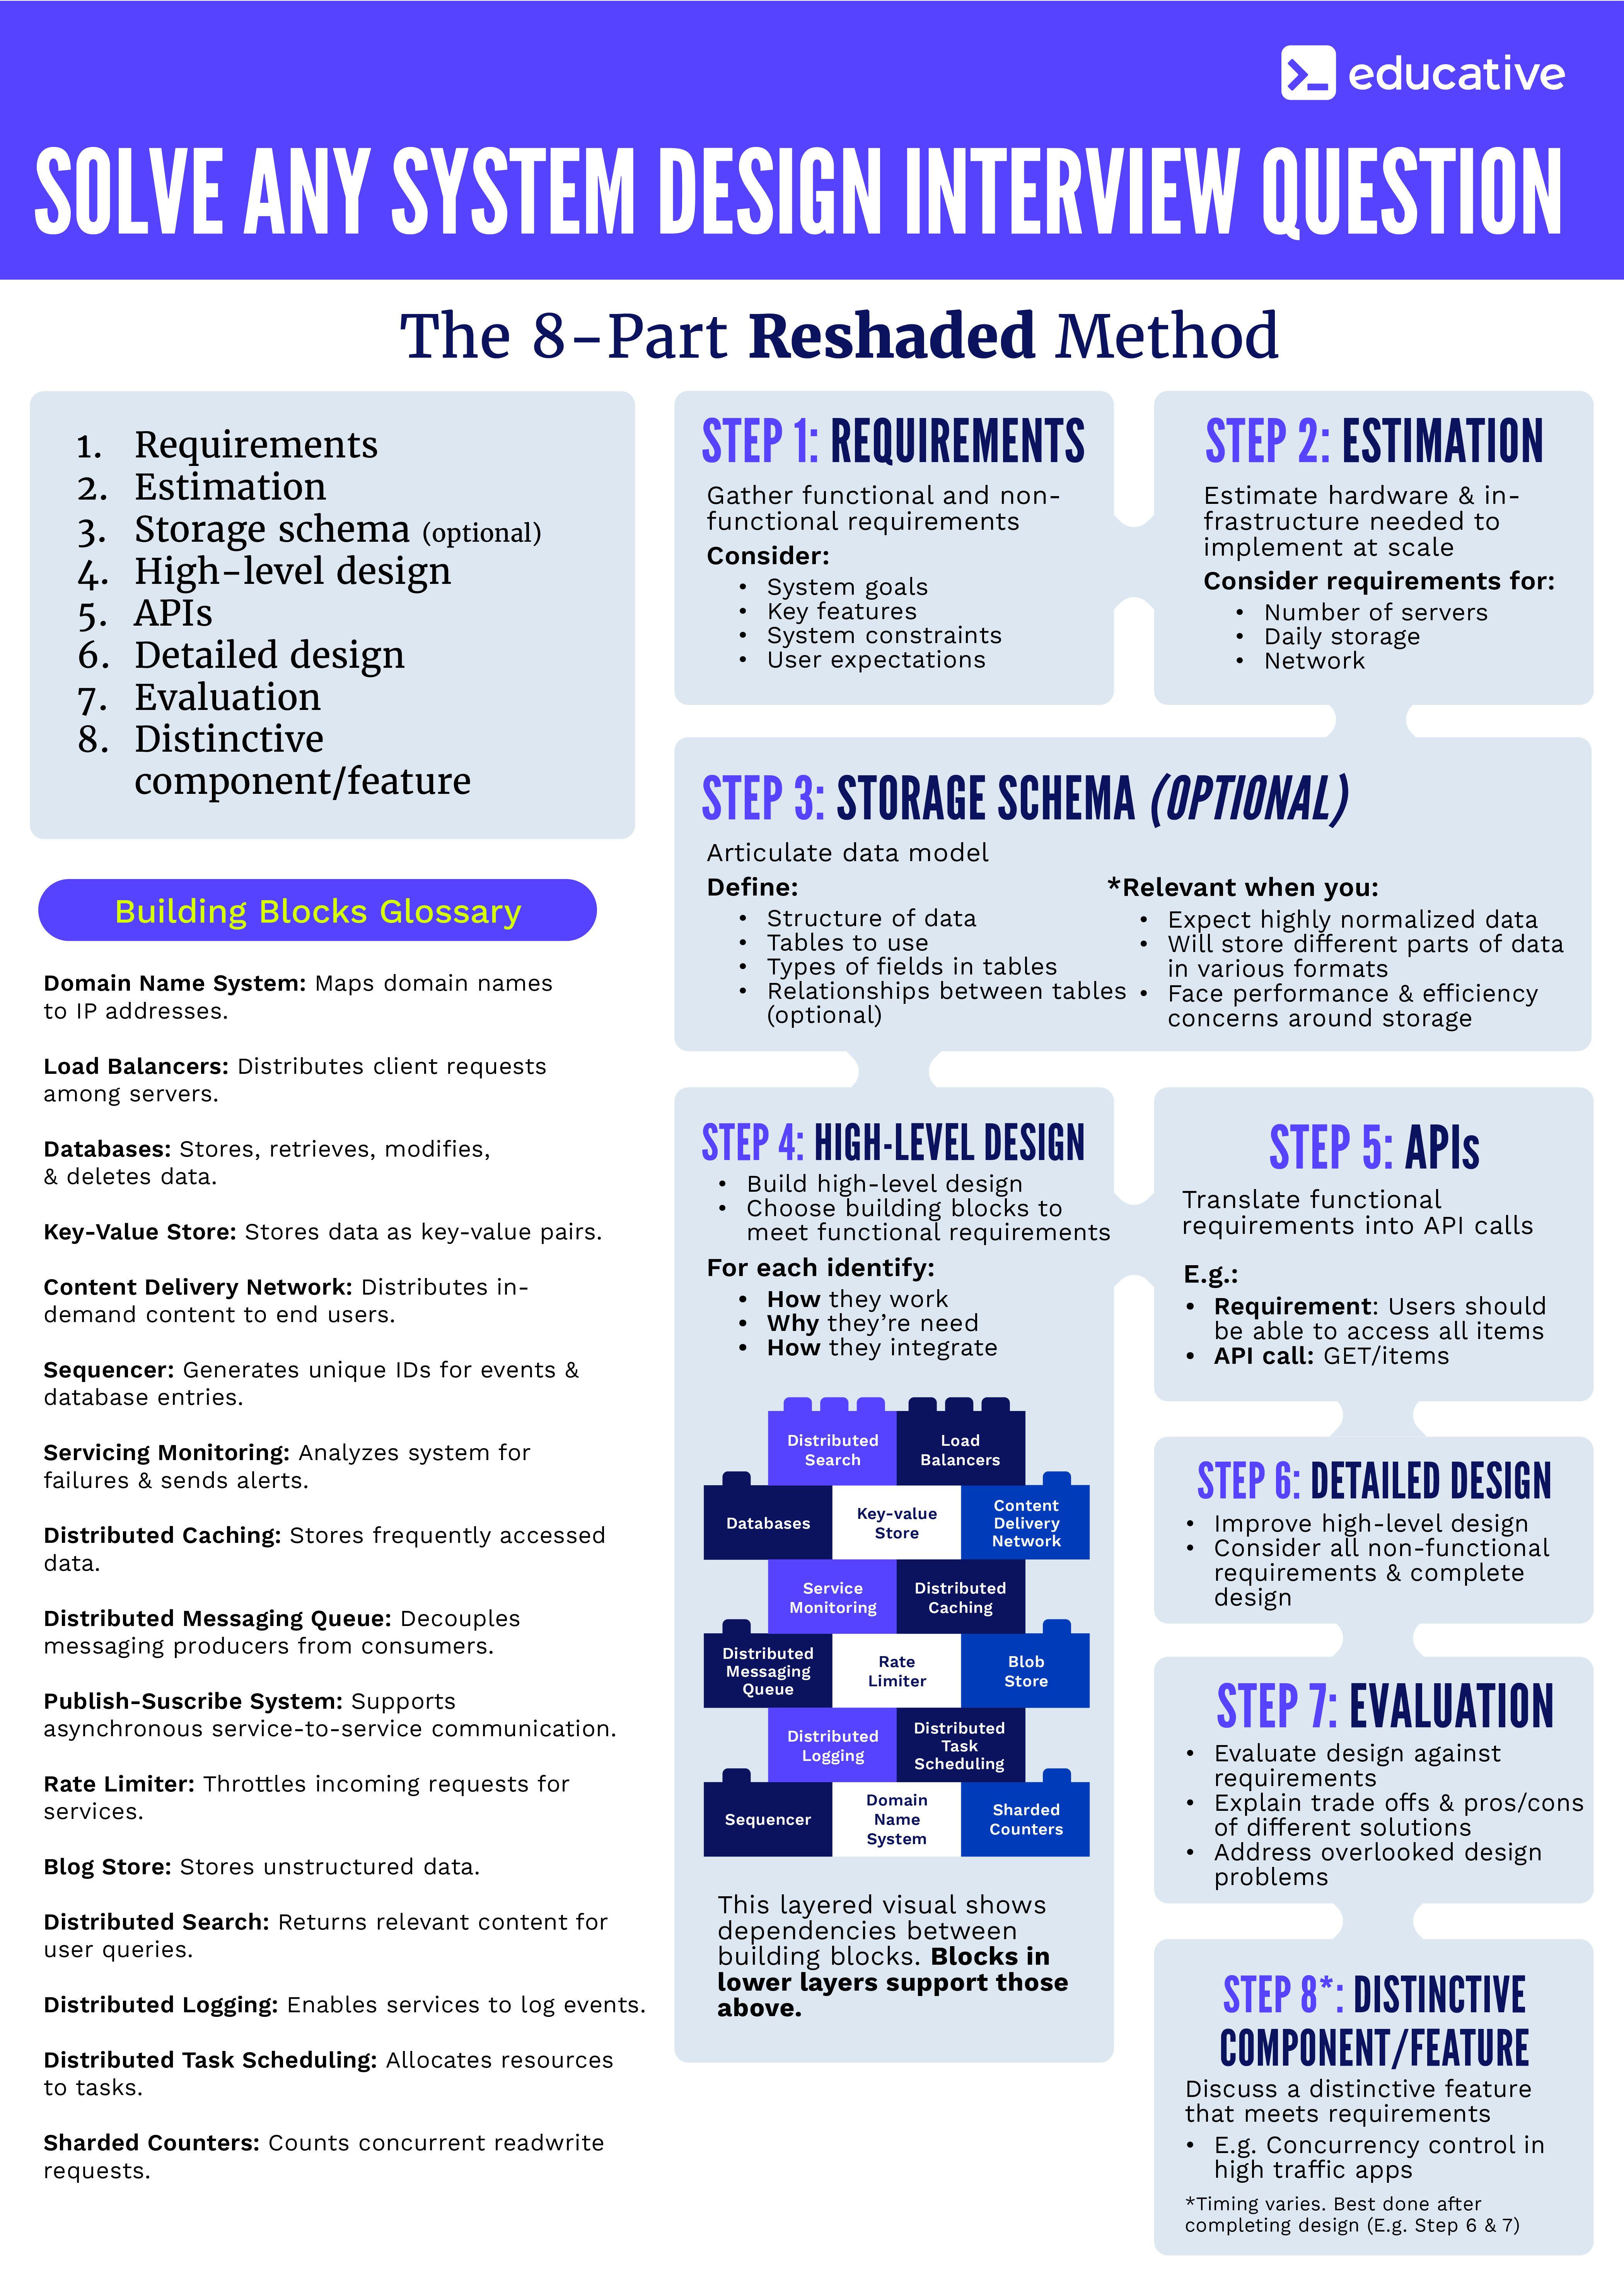 educative
SOLVE ANY SYSTEM DESIGN INTERVIEW QUESTION
The 8-Part Reshaded Method
1. Requirements
2. Estimation
3. Storage schema (optional)
4. High-level design
5. APIs
6. Detailed design
7. Evaluation
8. Distinctive
component/feature
Building Blocks Glossary
Domain Name System: Maps domain names
to IP addresses.
Load Balancers: Distributes client requests
among servers.
Databases: Stores, retrieves, modifies,
& deletes data.
Key-Value Store: Stores data as key-value pairs.
Content Delivery Network: Distributes in-
demand content to end users.
Sequencer: Generates unique IDs for events &
database entries.
Servicing Monitoring: Analyzes system for
failures & sends alerts.
Distributed Caching: Stores frequently accessed
data.
Distributed Messaging Queue: Decouples
messaging producers from consumers.
Publish-Suscribe System: Supports
asynchronous service-to-service communication.
Rate Limiter: Throttles incoming requests for
services.
Blog Store: Stores unstructured data.
Distributed Search: Returns relevant content for
user queries.
Distributed Logging: Enables services to log events.
Distributed Task Scheduling: Allocates resources
to tasks.
Sharded Counters: Counts concurrent readwrite
requests.
STEP 1: REQUIREMENTS
Gather functional and non-
functional requirements
Consider:
• System goals
• Key features
• System constraints
• User expectations
STEP 2: ESTIMATION
Estimate hardware & in-
frastructure needed to
implement at scale
Consider requirements for:
• Number of servers
• Daily storage
• Network
STEP 3: STORAGE SCHEMA (OPTIONAL)
Articulate data model
Define:
• Structure of data
• Tables to use
• Types of fields in tables
• Relationships between tables
(optional)
*Relevant when you:
• Expect highly normalized data
• Will store different parts of data
in various formats
• Face performance & efficiency
concerns around storage
STEP 4: HIGH-LEVEL DESIGN
• Build high-level design
• Choose building blocks to
meet functional requirements
For each identify:
• How they work
• Why they're need
• How they integrate
Distributed
Search
Load
Balancers
Databases
Key-value
Store
Content
Delivery
Network
Service
Monitoring
Distributed
Caching
Distributed
Messaging
Queue
Rate
Limiter
Blob
Store
Distributed
Logging
Distributed
Task
Scheduling
Sequencer
Domain
Name
System
Sharded
Counters
This layered visual shows
dependencies between
building blocks. Blocks in
lower layers support those
above.
STEP 5: APIs
Translate functional
requirements into API calls
E.g.:
• Requirement: Users should
be able to access all items
• API call: GET/items
STEP 6: DETAILED DESIGN
• Improve high-level design
• Consider all non-functional
requirements & complete
design
STEP 7: EVALUATION
• Evaluate design against
requirements
• Explain trade offs & pros/cons
of different solutions
• Address overlooked design
problems
STEP 8*: DISTINCTIVE
COMPONENT/FEATURE
Discuss a distinctive feature
that meets requirements
• E.g. Concurrency control in
high traffic apps
*Timing varies. Best done after
completing design (E.g. Step 6 & 7)